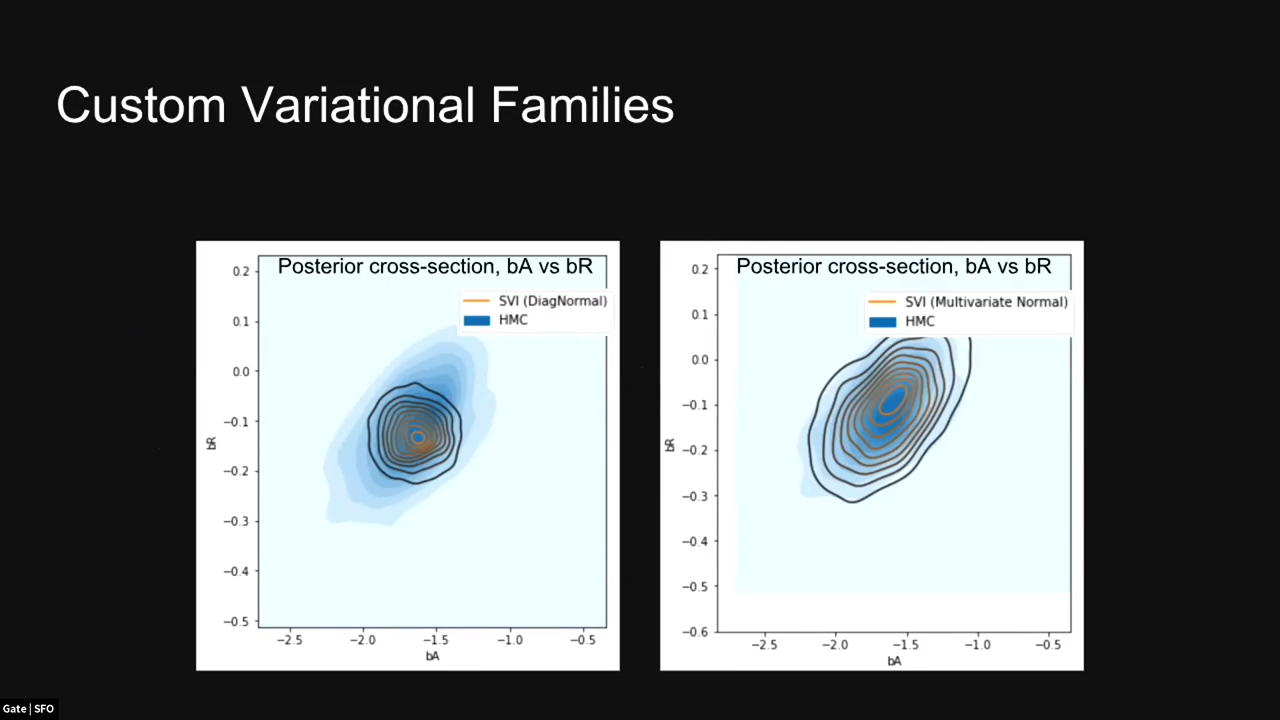 Custom Variational Families
Posterior cross-section, bA vs bR
SVI (DiagNormal)
HMC
0.2
0.1
0.0
−0.1
−0.2
−0.3
−0.4
−0.5
bR
−2.5 −2.0 −1.5 −1.0 −0.5
bA
Posterior cross-section, bA vs bR
SVI (Multivariate Normal)
HMC
0.2
0.1
0.0
−0.1
−0.2
−0.3
−0.4
−0.5
−0.6
bR
−2.5 −2.0 −1.5 −1.0 −0.5
bA
Gate | SFO